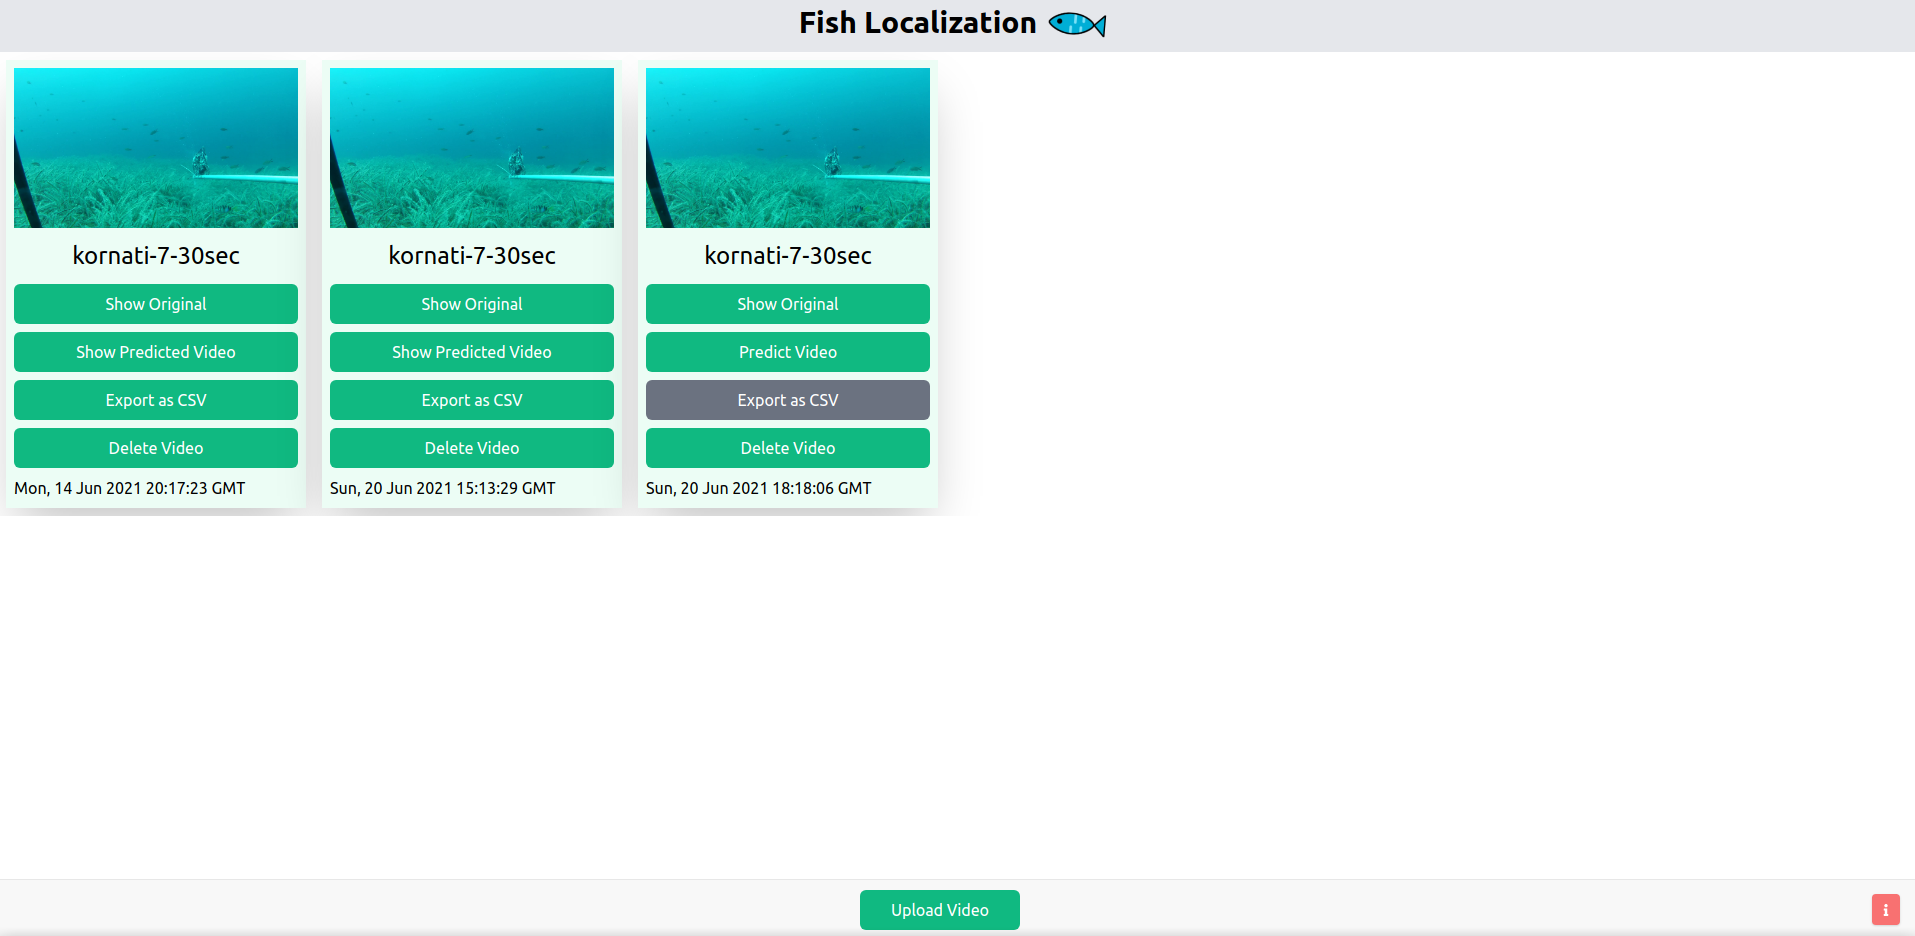 Fish Localization
kornati-7-30sec
Show Original
Show Predicted Video
Export as CSV
Delete Video
Mon, 14 Jun 2021 20:17:23 GMT
kornati-7-30sec
Show Original
Show Predicted Video
Export as CSV
Delete Video
Sun, 20 Jun 2021 15:13:29 GMT
kornati-7-30sec
Show Original
Predict Video
Export as CSV
Delete Video
Sun, 20 Jun 2021 18:18:06 GMT
Upload Video
i